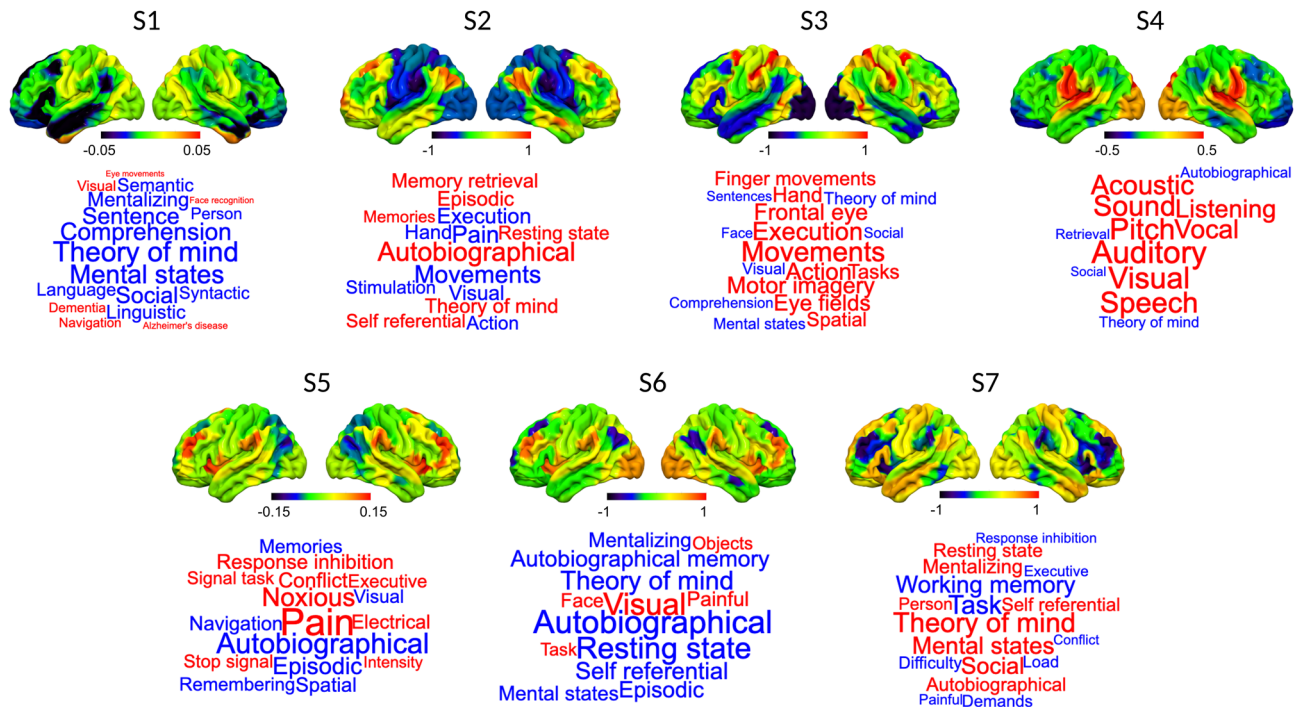 S1 S2 S3 S4
-0.05 0.05 -1 1 -1 1 -0.5 0.5
Eye movements
Visual Semantic
Mentalizing Face recognition
Sentence Person
Comprehension
Theory of mind
Mental states
Language Social Syntactic
Dementia Linguistic
Navigation Alzheimer's disease
Memory retrieval
Episodic
Memories Execution
Hand Pain Resting state
Autobiographical
Movements
Stimulation Visual
Theory of mind
Self referential Action
Finger movements
Sentences Hand Theory of mind
Frontal eye
Face Execution Social
Movements
Visual Action Tasks
Motor imagery
Comprehension Eye fields
Mental states Spatial
Autobiographical
Acoustic
Sound Listening
Retrieval Pitch Vocal
Auditory
Social Visual
Speech
Theory of mind
S5 S6 S7
-0.15 0.15 -1 1 -1 1
Memories
Response inhibition
Signal task Conflict Executive
Noxious Visual
Navigation Pain Electrical
Autobiographical
Stop signal Episodic Intensity
Remembering Spatial
Mentalizing Objects
Autobiographical memory
Theory of mind
Face Visual Painful
Autobiographical
Task Resting state
Self referential
Mental states Episodic
Response inhibition
Resting state
Mentalizing Executive
Working memory
Person Task Self referential
Theory of mind
Mental states Conflict
Difficulty Social Load
Autobiographical
Painful Demands